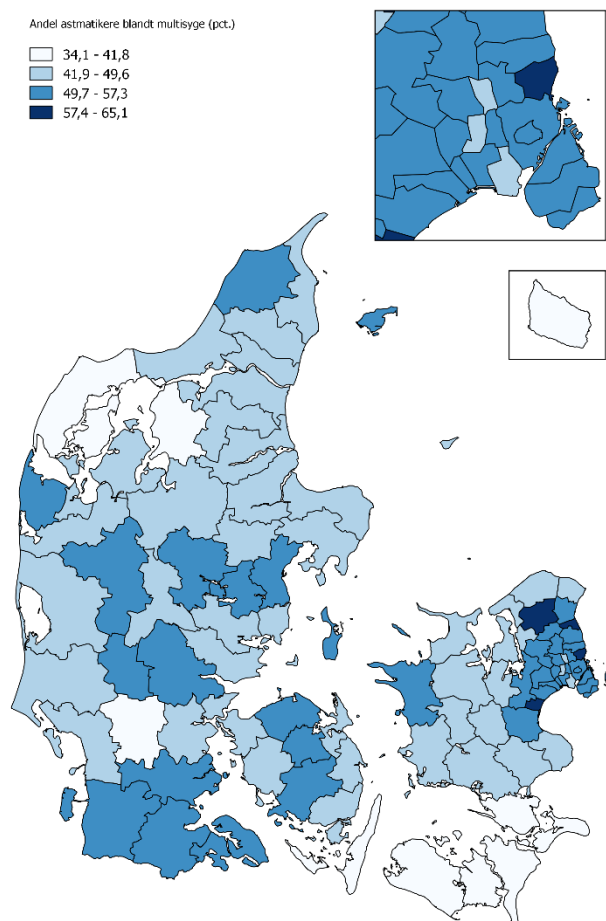 Andel astmatikere blandt multisyge (pct.)
34,1 - 41,8
41,9 - 49,6
49,7 - 57,3
57,4 - 65,1